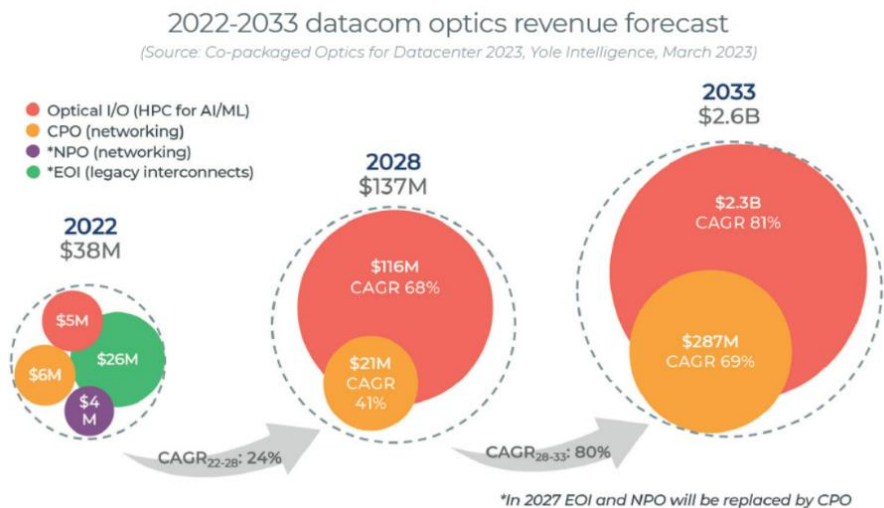 2022-2033 datacom optics revenue forecast
(Source: Co-packaged Optics for Datacenter 2023, Yole Intelligence, March 2023)
Optical I/O (HPC for AI/ML)
CPO (networking)
*NPO (networking)
*EOI (legacy interconnects)
2022
$38M
$5M
$26M
$6M
$4
M
CAGR22-28: 24%
2028
$137M
$116M
CAGR 68%
$21M
CAGR
41%
CAGR28-33: 80%
2033
$2.6B
$2.3B
CAGR 81%
$287M
CAGR 69%
*In 2027 EOI and NPO will be replaced by CPO